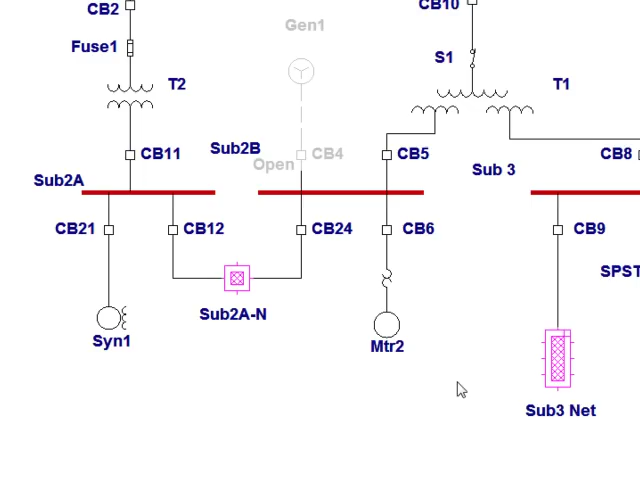 CB2
CB10
Gen1
Fuse1
S1
T2
T1
CB11
Sub2B
CB4
CB5
CB8
Open
Sub 3
Sub2A
CB21
CB12
CB24
CB6
CB9
SPST
Sub2A-N
Syn1
Mtr2
Sub3 Net